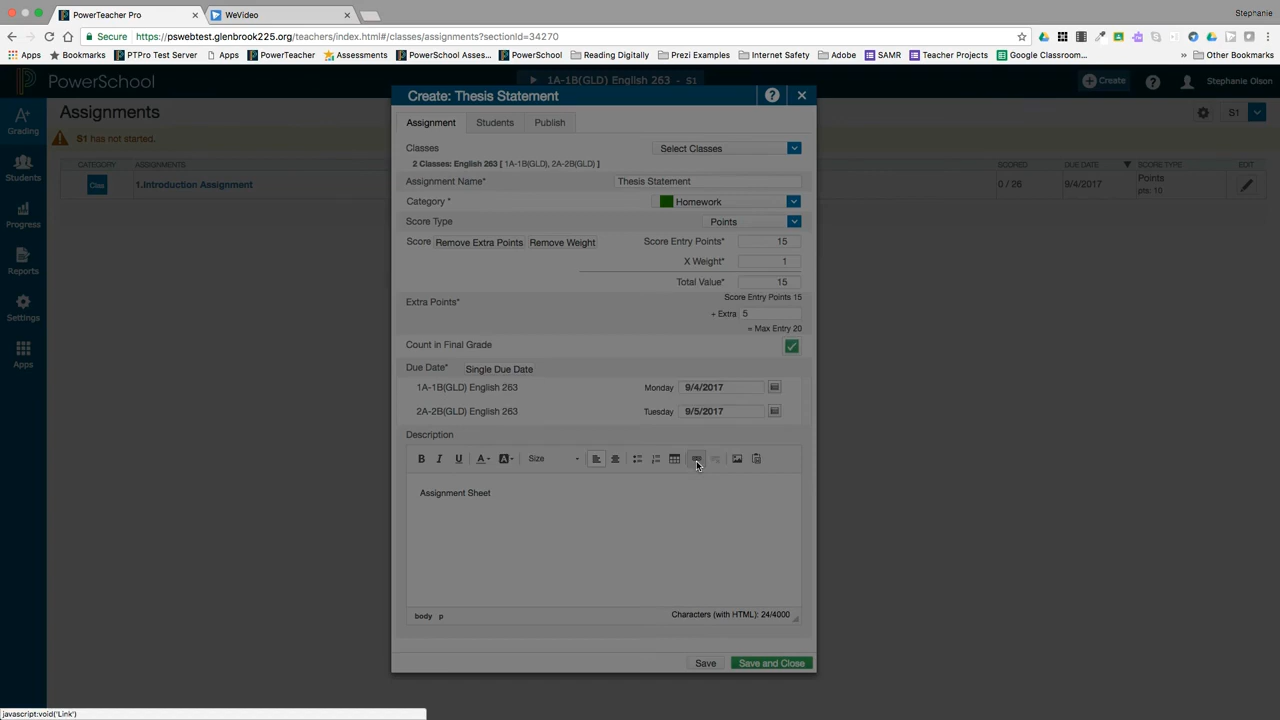 PowerTeacher Pro
WeVideo
Stephanie
Secure
https://pswebtest.glenbrook225.org/teachers/index.html#/classes/assignments?sectionId=34270
Apps
Bookmarks
PTPro Test Server
Apps
PowerTeacher
Assessments
PowerSchool Asses...
PowerSchool
Reading Digitally
Prezi Examples
Internet Safety
Adobe
SAMR
Teacher Projects
Google Classroom...
Other Bookmarks
PowerSchool
1A-1B(GLD) English 263 - S1
Create
Stephanie Olson
Grading
Students
Progress
Reports
Settings
Apps
Assignments
S1
S1 has not started.
CATEGORY
ASSIGNMENTS
SCORED
DUE DATE
SCORE TYPE
EDIT
Clas
1.Introduction Assignment
0 / 26
9/4/2017
Points
pts: 10
Create: Thesis Statement
Assignment
Students
Publish
Classes
Select Classes
2 Classes: English 263 [ 1A-1B(GLD), 2A-2B(GLD) ]
Assignment Name*
Thesis Statement
Category *
Homework
Score Type
Points
Score
Remove Extra Points
Remove Weight
Score Entry Points*
15
X Weight*
1
Total Value*
15
Extra Points*
Score Entry Points 15
+ Extra
5
= Max Entry 20
Count in Final Grade
Due Date*
Single Due Date
1A-1B(GLD) English 263
Monday
9/4/2017
2A-2B(GLD) English 263
Tuesday
9/5/2017
Description
B I U A A Size
Assignment Sheet
body p
Characters (with HTML): 24/4000
Save
Save and Close
javascript:void('Link')